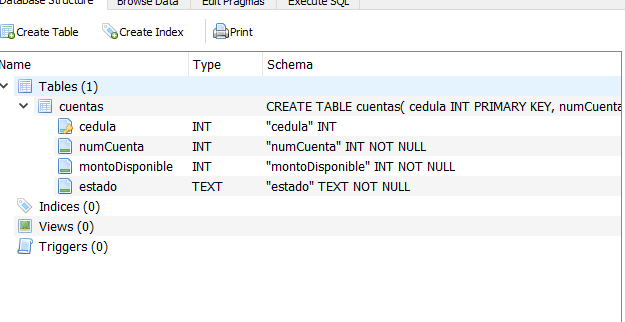 Database Structure Browse Data Edit Pragmas Execute SQL
Create Table Create Index Print
Name Type Schema
Tables (1)
cuentas CREATE TABLE cuentas( cedula INT PRIMARY KEY, numCuenta
cedula INT "cedula" INT
numCuenta INT "numCuenta" INT NOT NULL
montoDisponible INT "montoDisponible" INT NOT NULL
estado TEXT "estado" TEXT NOT NULL
Indices (0)
Views (0)
Triggers (0)